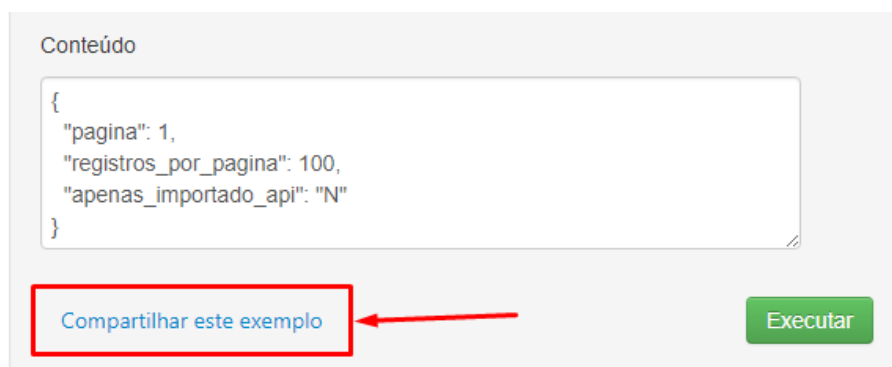 Conteúdo
{
  "pagina": 1,
  "registros_por_pagina": 100,
  "apenas_importado_api": "N"
}
Compartilhar este exemplo
Executar